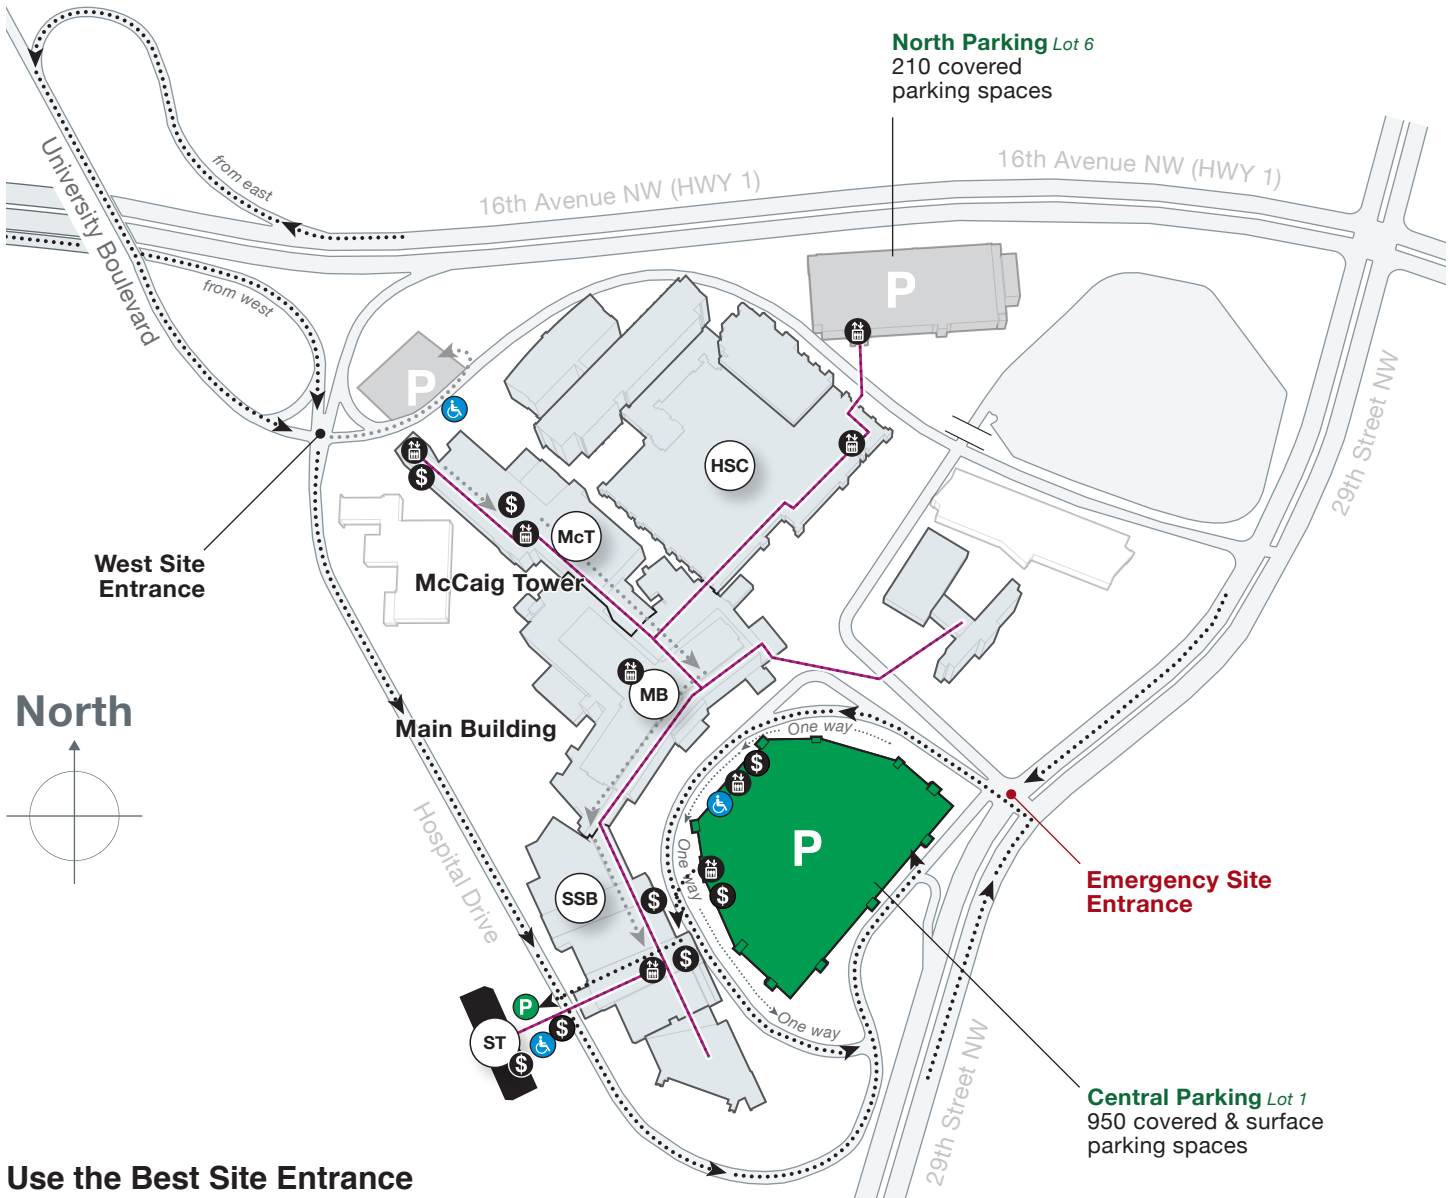 North Parking Lot 6
210 covered
parking spaces
16th Avenue NW (HWY 1)
16th Avenue NW (HWY 1)
from east
University Boulevard
from west
P
P
HSC
29th Street NW
$
$
McT
West Site
Entrance
McCaig Tower
MB
North
Main Building
One way
$
Hospital Drive
P
One way
Emergency Site
Entrance
SSB
$
$
$
P
ST
$
$
One way
29th Street NW
Central Parking Lot 1
950 covered & surface
parking spaces
Use the Best Site Entrance